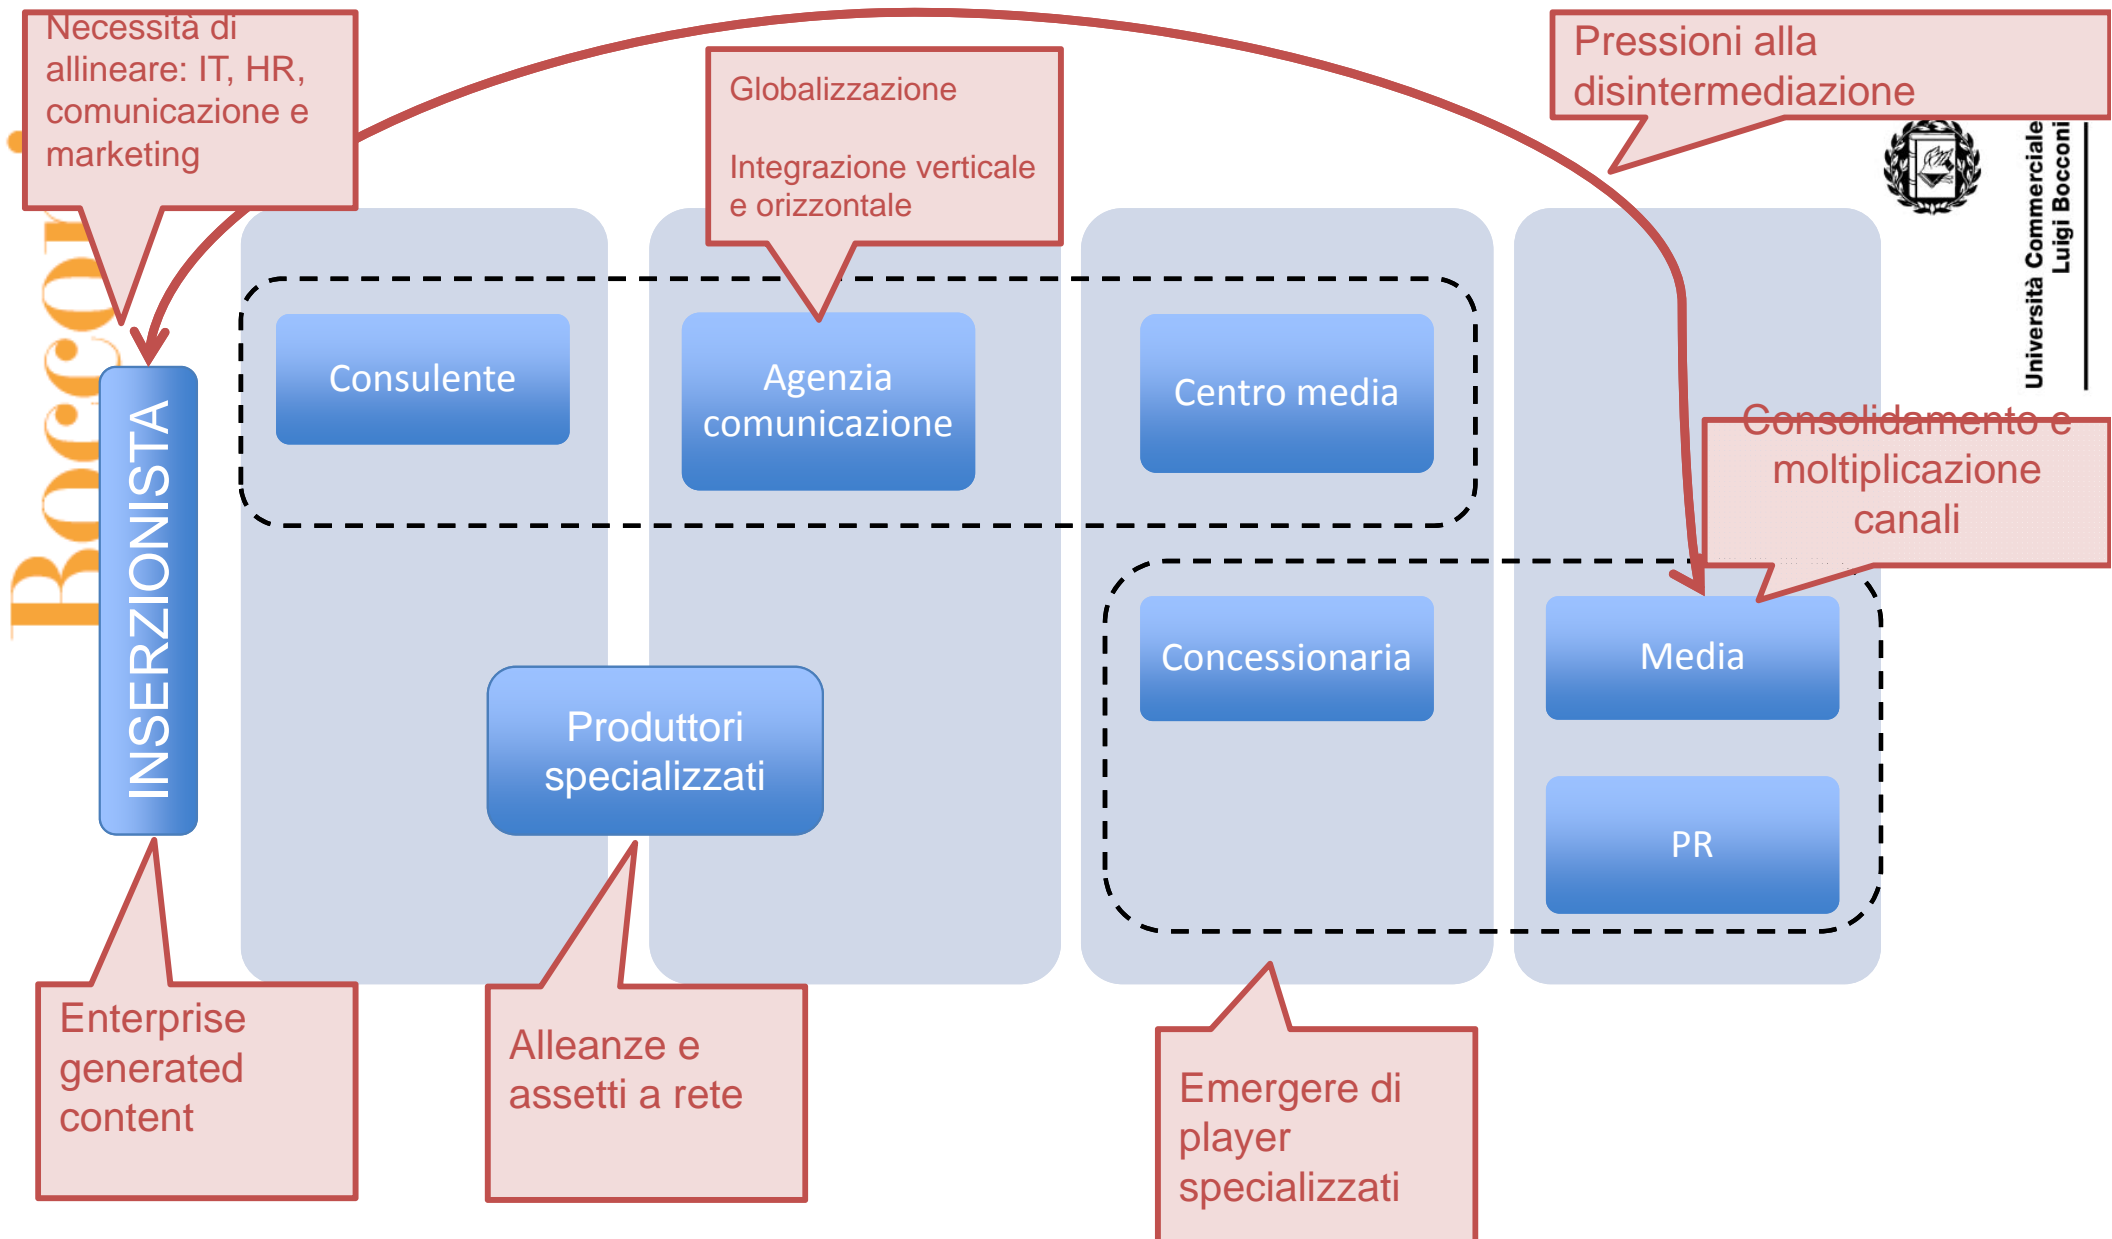 Necessità di
allineare: IT, HR,
comunicazione e
marketing
Globalizzazione
Integrazione verticale
e orizzontale
Pressioni alla
disintermediazione
Università Commerciale
Luigi Bocconi
Bocconi
INSERZIONISTA
Consulente
Agenzia
comunicazione
Centro media
Consolidamento e
moltiplicazione
canali
Concessionaria
Media
Produttori
specializzati
PR
Enterprise
generated
content
Alleanze e
assetti a rete
Emergere di
player
specializzati